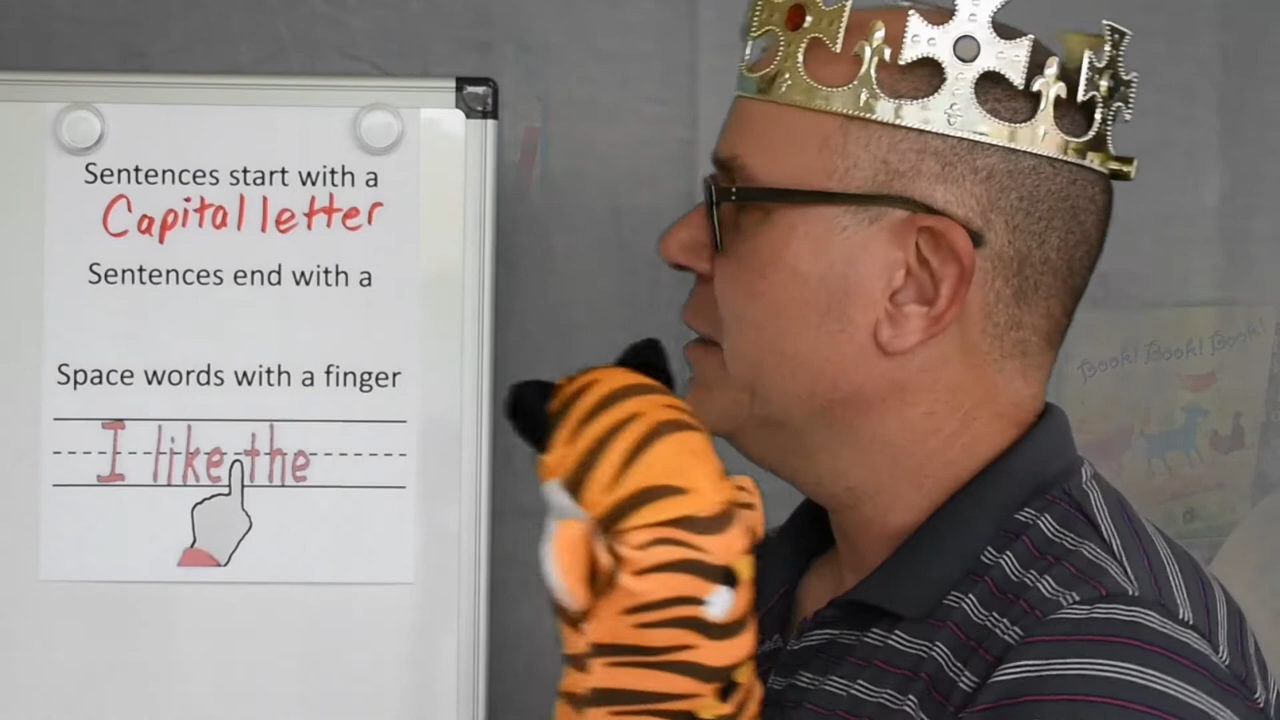 Sentences start with a
Capital letter
Sentences end with a
Space words with a finger
I like the
Book! Book! Book!